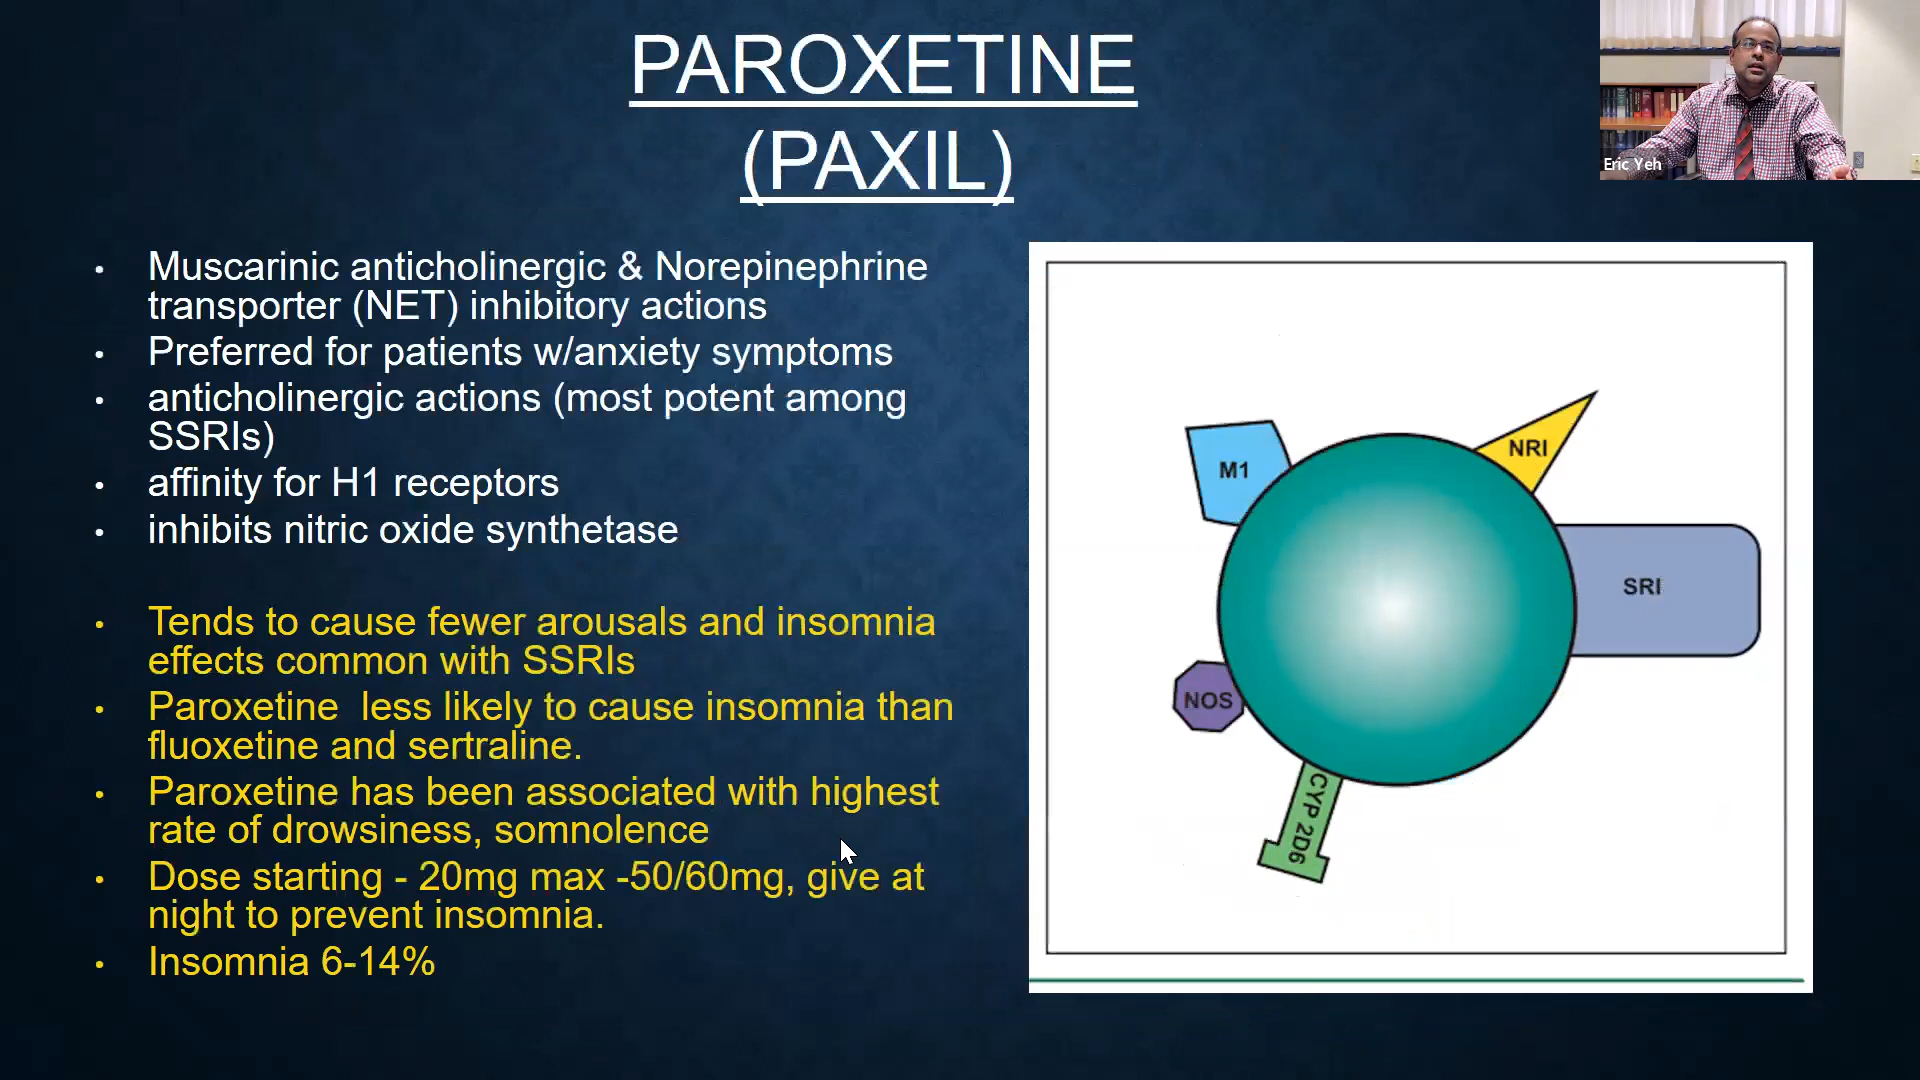 PAROXETINE
(PAXIL)
Eric Yeh
• Muscarinic anticholinergic & Norepinephrine
transporter (NET) inhibitory actions
• Preferred for patients w/anxiety symptoms
• anticholinergic actions (most potent among
SSRIs)
• affinity for H1 receptors
• inhibits nitric oxide synthetase
• Tends to cause fewer arousals and insomnia
effects common with SSRIs
• Paroxetine  less likely to cause insomnia than
fluoxetine and sertraline.
• Paroxetine has been associated with highest
rate of drowsiness, somnolence
• Dose starting - 20mg max -50/60mg, give at
night to prevent insomnia.
• Insomnia 6-14%
M1
NRI
SRI
NOS
CYP 2D6